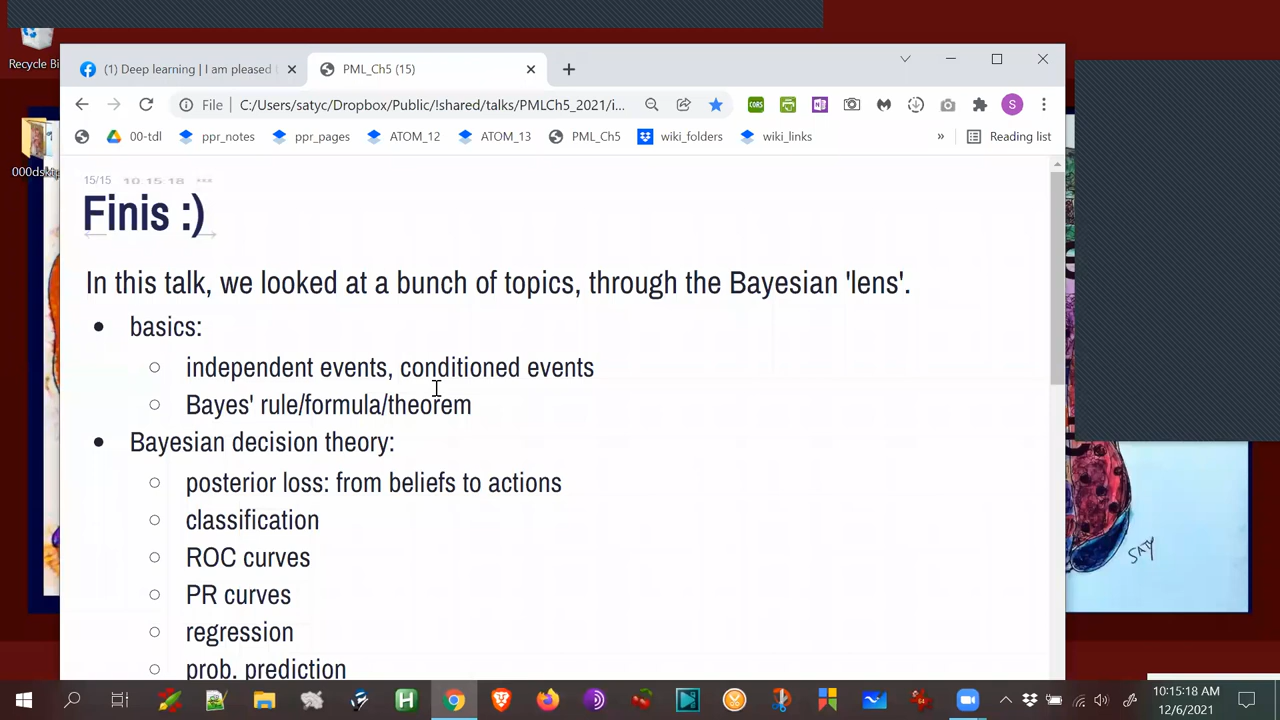 Recycle Bi
000dsktp
(1) Deep learning | I am pleased
PML_Ch5 (15)
File C:/Users/satyc/Dropbox/Public/!shared/talks/PMLCh5_2021/i...
CORS
S
00-tdl ppr_notes ppr_pages ATOM_12 ATOM_13 PML_Ch5 wiki_folders wiki_links » Reading list
15/15 10:15:18
Finis :)
In this talk, we looked at a bunch of topics, through the Bayesian 'lens'.
basics:
independent events, conditioned events
Bayes' rule/formula/theorem
Bayesian decision theory:
posterior loss: from beliefs to actions
classification
ROC curves
PR curves
regression
prob. prediction
SATY
10:15:18 AM
12/6/2021